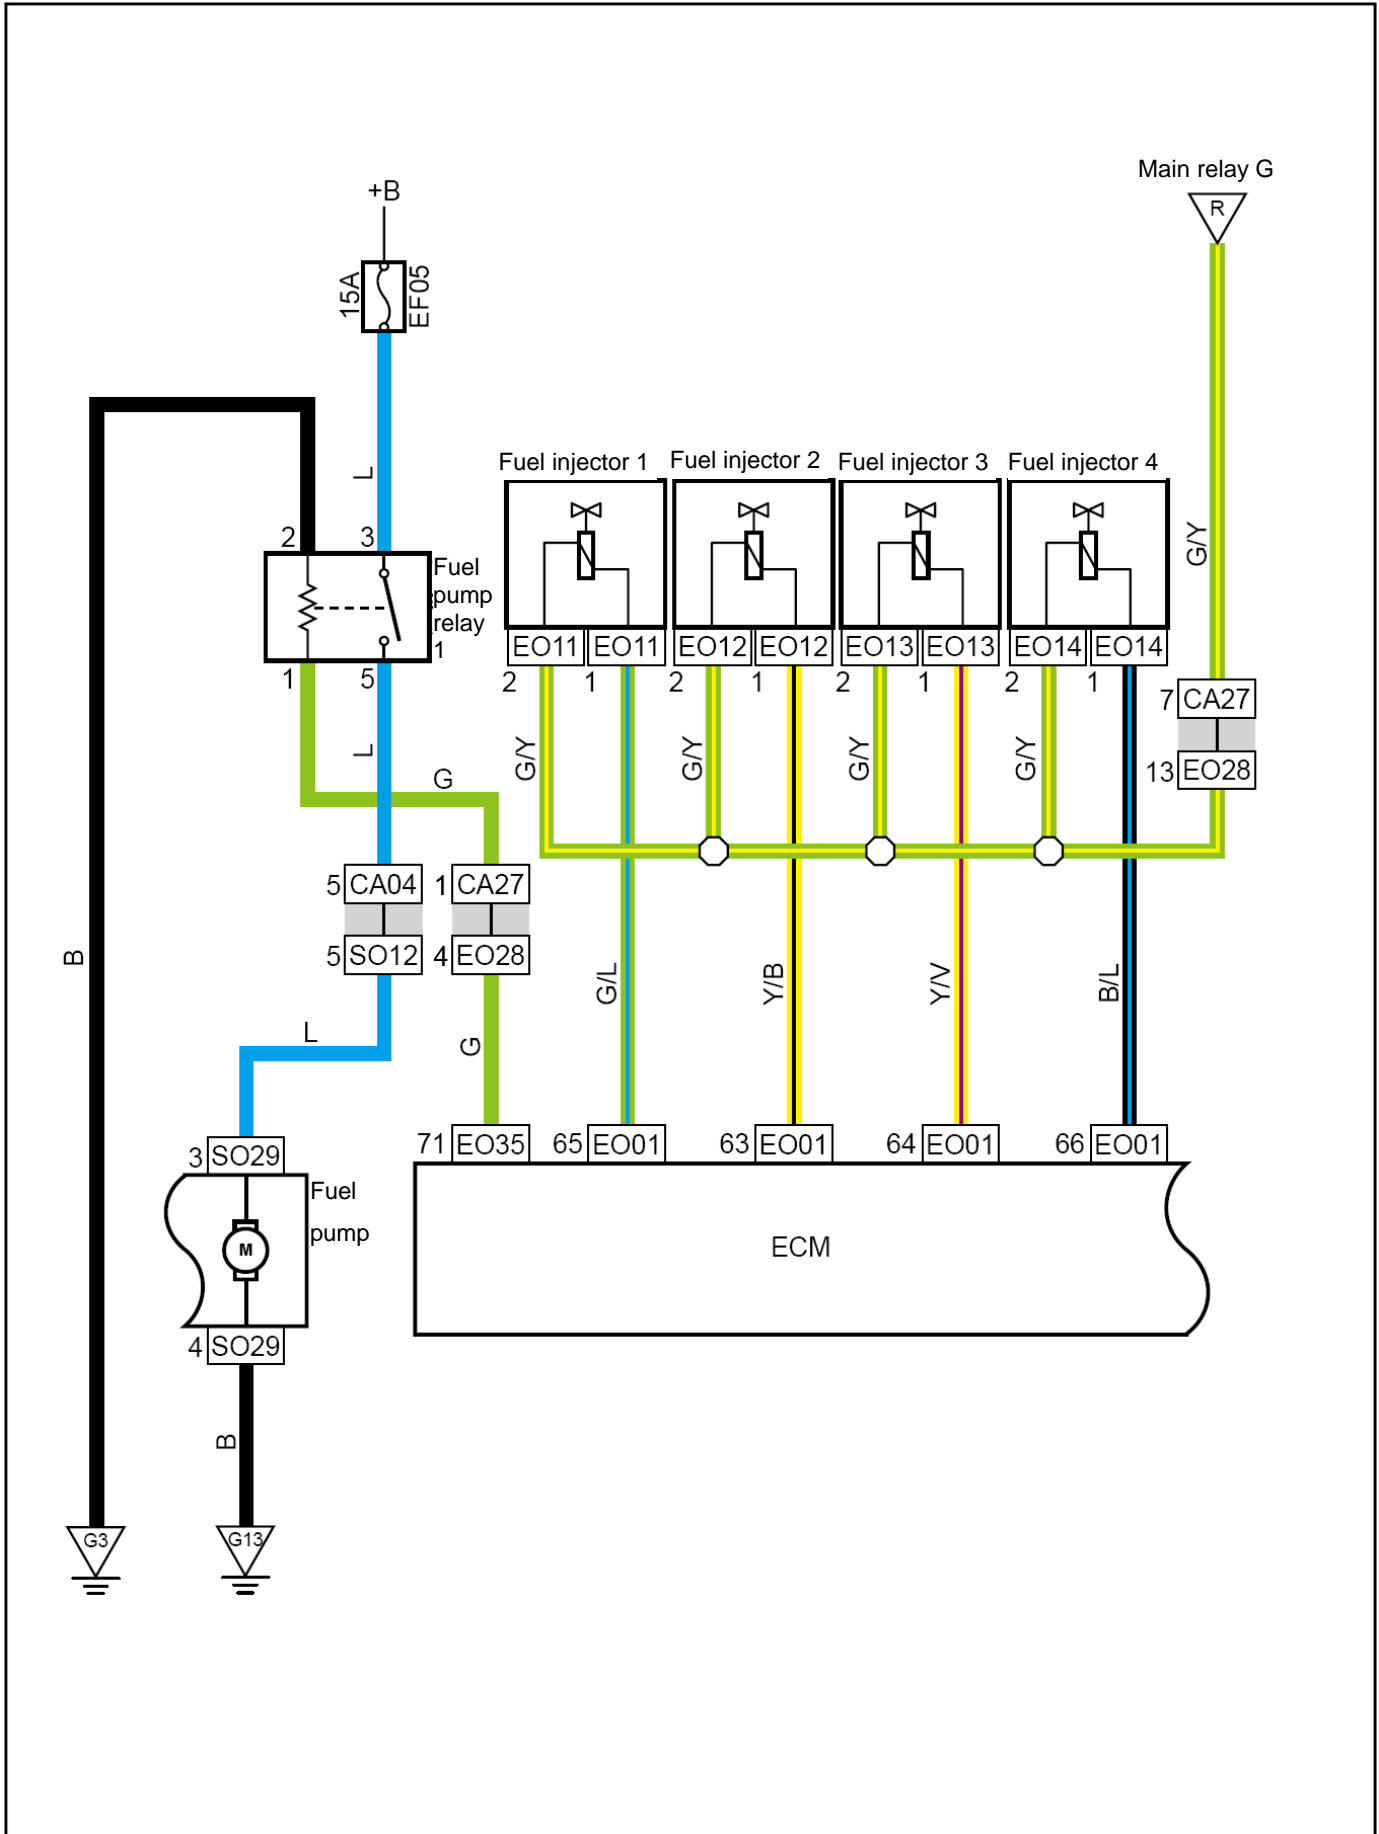 Main relay G
R
+B
15A
EF05
L
G/Y
Fuel injector 1
Fuel injector 2
Fuel injector 3
Fuel injector 4
2
3
Fuel
pump
relay
1
1
5
EO11 EO11
EO12 EO12
EO13 EO13
EO14 EO14
2 1
2 1
2 1
2 1
7 CA27
13 EO28
L
G
G/Y
G/Y
G/Y
G/Y
5 CA04
5 SO12
1 CA27
4 EO28
B
L
G
G/L
Y/B
Y/V
B/L
71 EO35
65 EO01
63 EO01
64 EO01
66 EO01
3 SO29
Fuel
pump
M
ECM
4 SO29
B
G3
G13